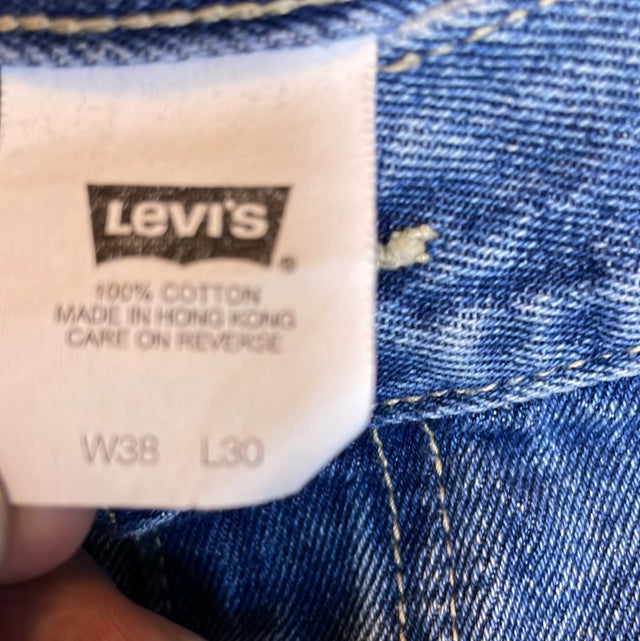 Levi's
100% COTTON
MADE IN HONG KONG
CARE ON REVERSE
W38 L30